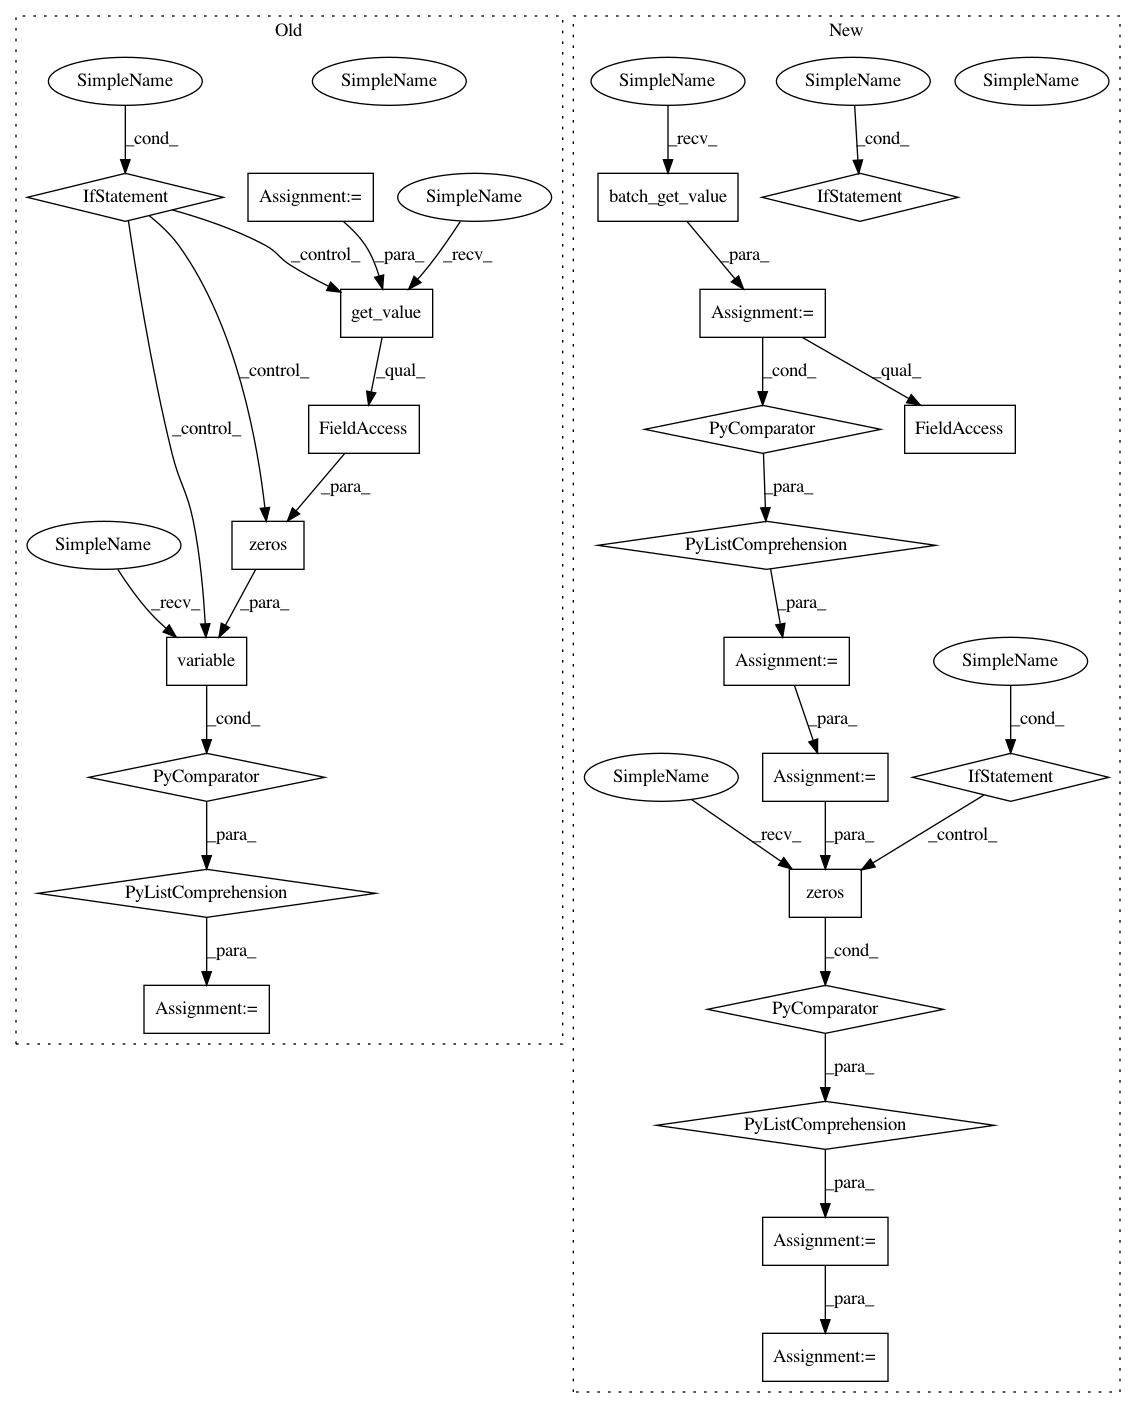 Old
SimpleName
SimpleName
_cond_
IfStatement
Assignment:=
SimpleName
_control_
_para_
_recv_
get_value
_control_
_qual_
_control_
FieldAccess
_para_
SimpleName
zeros
_recv_
_para_
variable
_cond_
PyComparator
_para_
PyListComprehension
_para_
Assignment:=
New
SimpleName
SimpleName
SimpleName
_recv_
_cond_
batch_get_value
IfStatement
_para_
Assignment:=
_cond_
_qual_
PyComparator
FieldAccess
_para_
PyListComprehension
_para_
Assignment:=
SimpleName
_para_
_cond_
SimpleName
Assignment:=
IfStatement
_recv_
_para_
_control_
zeros
_cond_
PyComparator
_para_
PyListComprehension
_para_
Assignment:=
_para_
Assignment:=